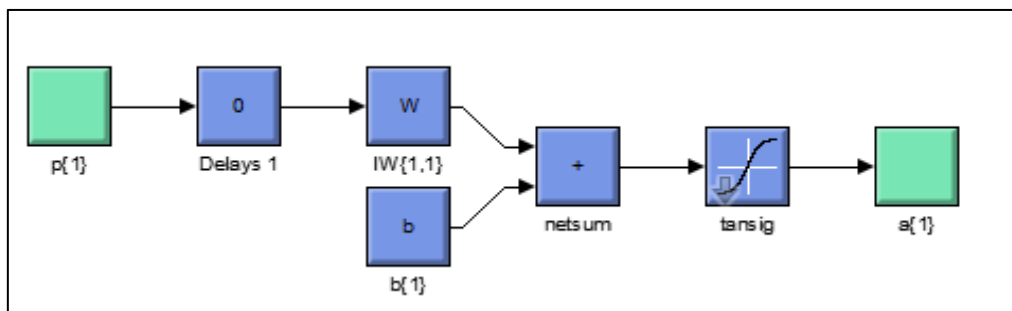 p{1}
0
Delays 1
W
IW{1,1}
b
b{1}
+
netsum
tansig
a{1}